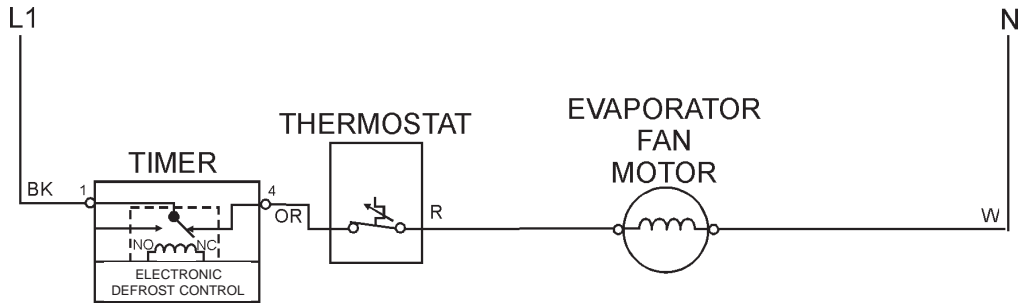 L1
N
THERMOSTAT
EVAPORATOR
FAN
MOTOR
TIMER
BK
1
4
OR
R
W
NO
NC
ELECTRONIC
DEFROST CONTROL